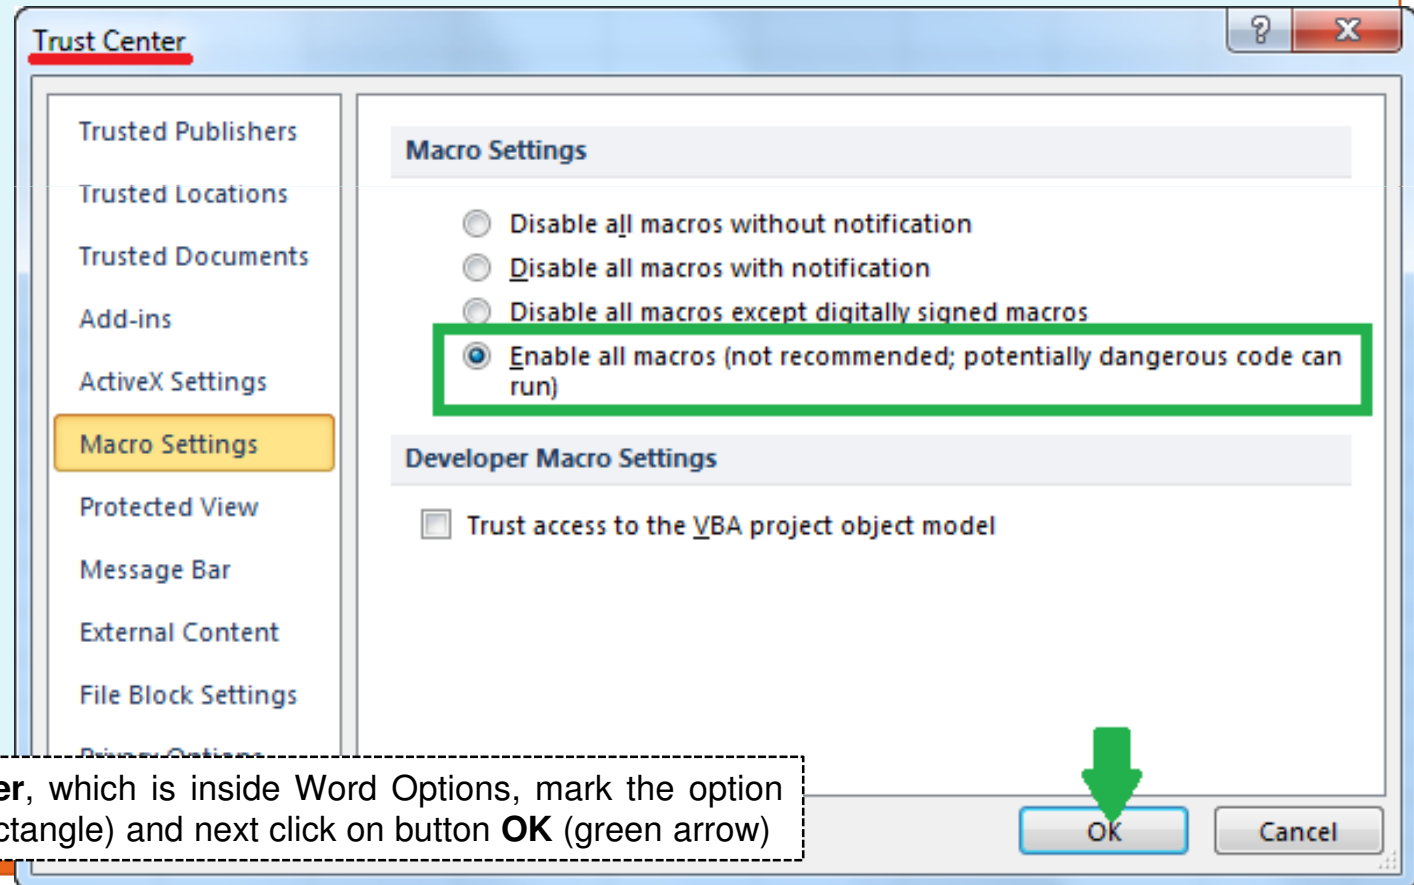 Trust Center
Trusted Publishers
Trusted Locations
Trusted Documents
Add-ins
ActiveX Settings
Macro Settings
Protected View
Message Bar
External Content
File Block Settings
Privacy Options
Macro Settings
Disable all macros without notification
Disable all macros with notification
Disable all macros except digitally signed macros
Enable all macros (not recommended; potentially dangerous code can
run)
Developer Macro Settings
Trust access to the VBA project object model
er, which is inside Word Options, mark the option
ctangle) and next click on button OK (green arrow)
OK
Cancel